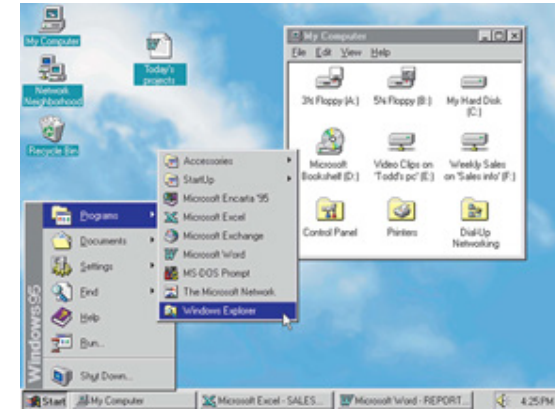 My Computer
Network
Neighborhood
Recycle Bin
Today's
projects
My Computer
File Edit View Help
3½ Floppy (A:)
5¼ Floppy (B:)
My Hard Disk
(C:)
Microsoft
Bookshelf (D:)
Video Clips on
'Todd's pc' (E:)
Weekly Sales
on 'Sales info' (F:)
Control Panel
Printers
Dial-Up
Networking
Accessories
StartUp
Microsoft Encarta '95
Microsoft Excel
Microsoft Exchange
Microsoft Word
MS-DOS Prompt
The Microsoft Network
Windows Explorer
Windows95
Programs
Documents
Settings
Find
Help
Run...
Shut Down...
Start
My Computer
Microsoft Excel - SALES...
Microsoft Word - REPORT...
4:25 PM